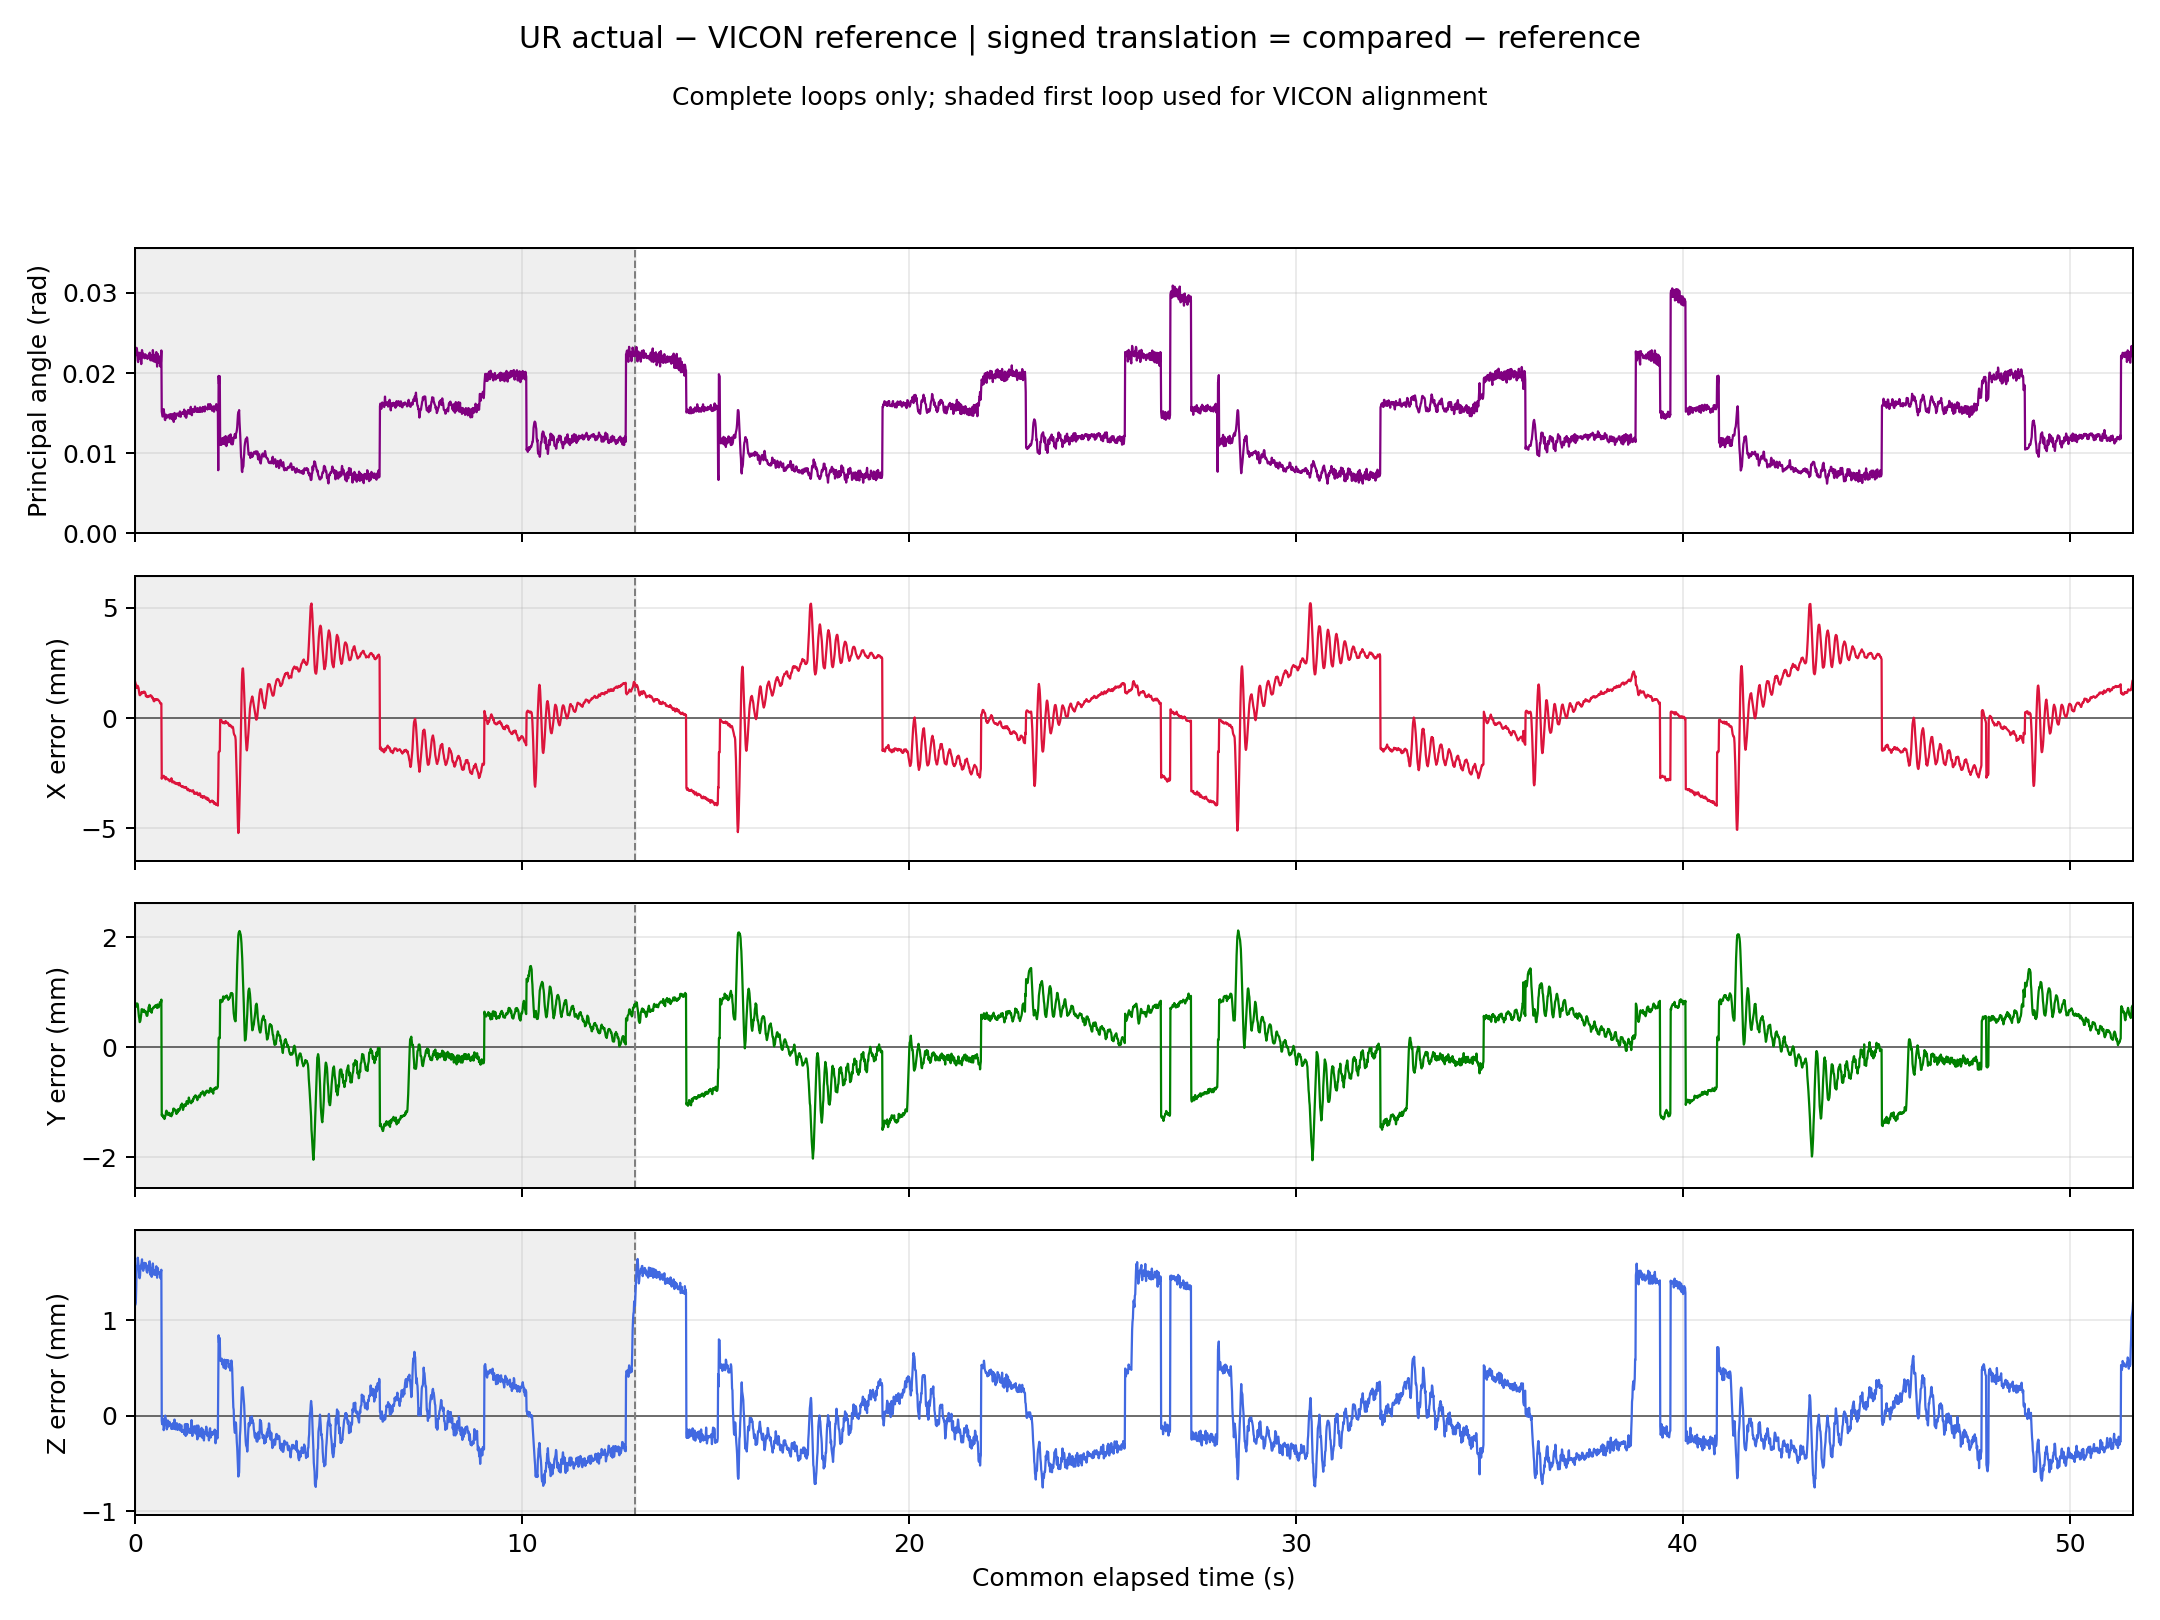 UR actual − VICON reference | signed translation = compared − reference
Complete loops only; shaded first loop used for VICON alignment
Principal angle (rad)
0.03
0.02
0.01
0.00
X error (mm)
5
0
−5
Y error (mm)
2
0
−2
Z error (mm)
1
0
−1
0 10 20 30 40 50
Common elapsed time (s)